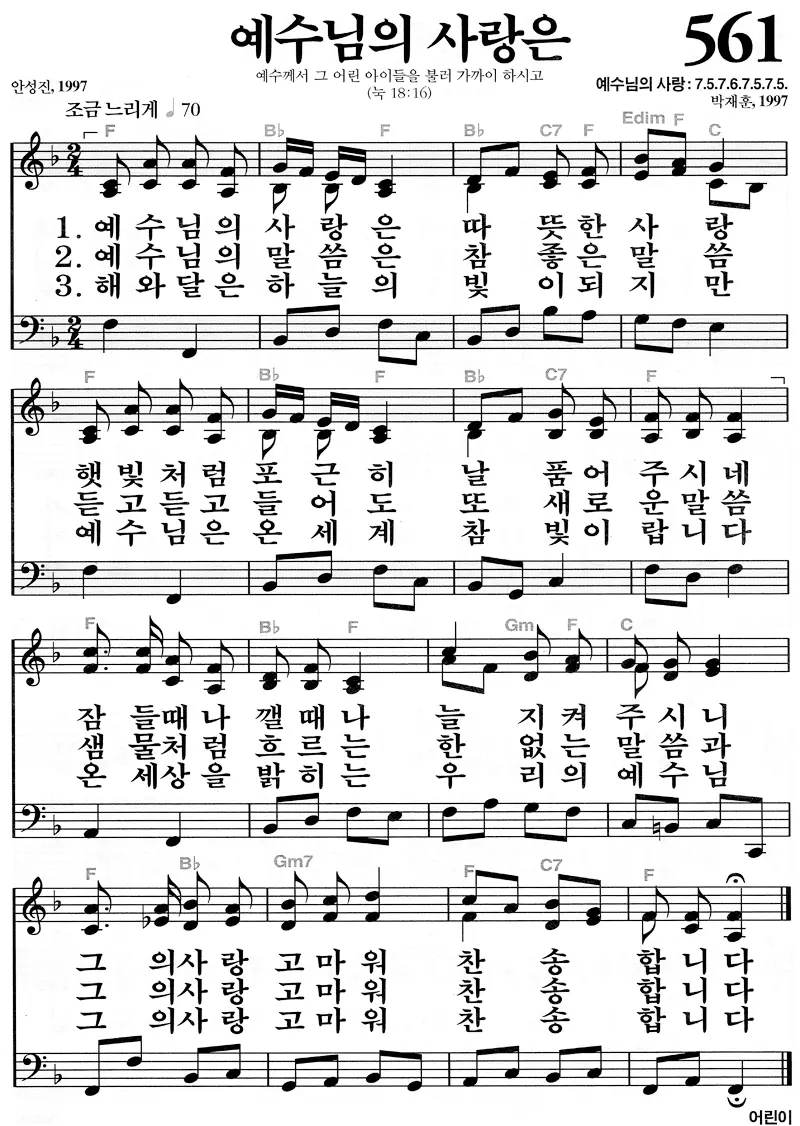 예수님의 사랑은 561
예수께서 그 어린 아이들을 불러 가까이 하시고
(눅 18:16)
안성진, 1997
예수님의 사랑 : 7.5.7.6.7.5.7.5.
박재훈, 1997
조금 느리게 ♩70
F B♭ F B♭ C7 F Edim F C
1. 예 수 님 의 사 랑 은 따 뜻 한 사 랑
2. 예 수 님 의 말 씀 은 참 좋 은 말 씀
3. 해 와 달 은 하 늘 의 빛 이 되 지 만
F B♭ F B♭ C7 F
햇 빛 처 럼 포 근 히 날 품 어 주 시 네
듣 고 듣 고 들 어 도 또 새 로 운 말 씀
예 수 님 은 온 세 계 참 빛 이 랍 니 다
F B♭ F Gm F C
잠 들 때 나 깰 때 나 늘 지 켜 주 시 니
샘 물 처 럼 흐 르 는 한 없 는 말 씀 과
온 세 상 을 밝 히 는 우 리 의 예 수 님
F B♭ Gm7 F C7 F
그 의 사 랑 고 마 워 찬 송 합 니 다
그 의 사 랑 고 마 워 찬 송 합 니 다
그 의 사 랑 고 마 워 찬 송 합 니 다
어린이